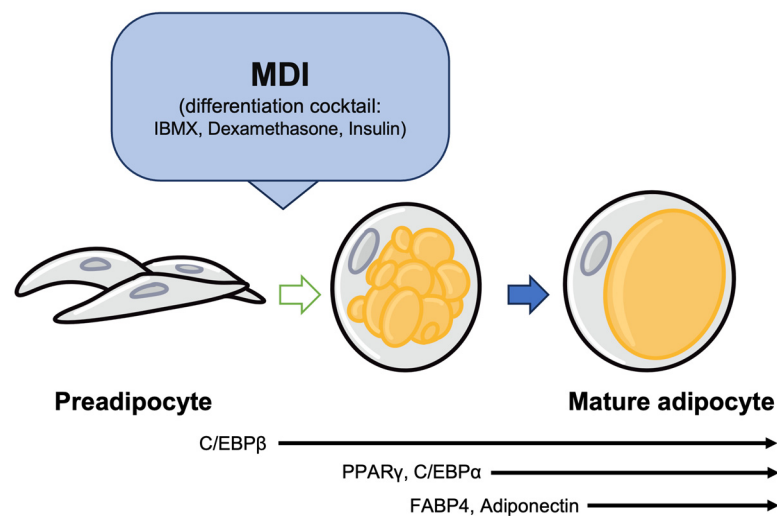 MDI
(differentiation cocktail:
IBMX, Dexamethasone, Insulin)
Preadipocyte
Mature adipocyte
C/EBPβ
PPARγ, C/EBPα
FABP4, Adiponectin